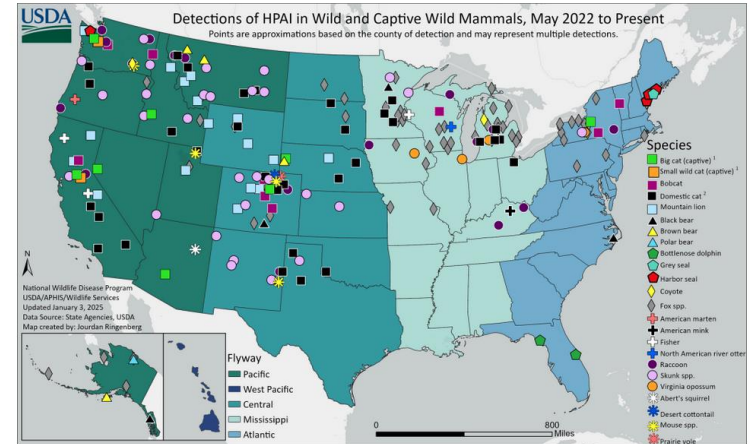 USDA
Detections of HPAI in Wild and Captive Wild Mammals, May 2022 to Present
Points are approximations based on the county of detection and may represent multiple detections.
Species
Big cat (captive) 1
Small wild cat (captive) 1
Bobcat
Domestic cat 2
Mountain lion
Black bear
Brown bear
Polar bear
Bottlenose dolphin
Grey seal
Harbor seal
Coyote
Fox spp.
American marten
American mink
Fisher
North American river otter
Raccoon
Skunk spp.
Virginia opossum
Abert's squirrel
Desert cottontail
Mouse spp.
Prairie vole
N
National Wildlife Disease Program
USDA/APHIS/Wildlife Services
Updated January 3, 2025
Data Source: State Agencies, USDA
Map created by: Jourdan Ringenberg
Flyway
Pacific
West Pacific
Central
Mississippi
Atlantic
0 800
Miles